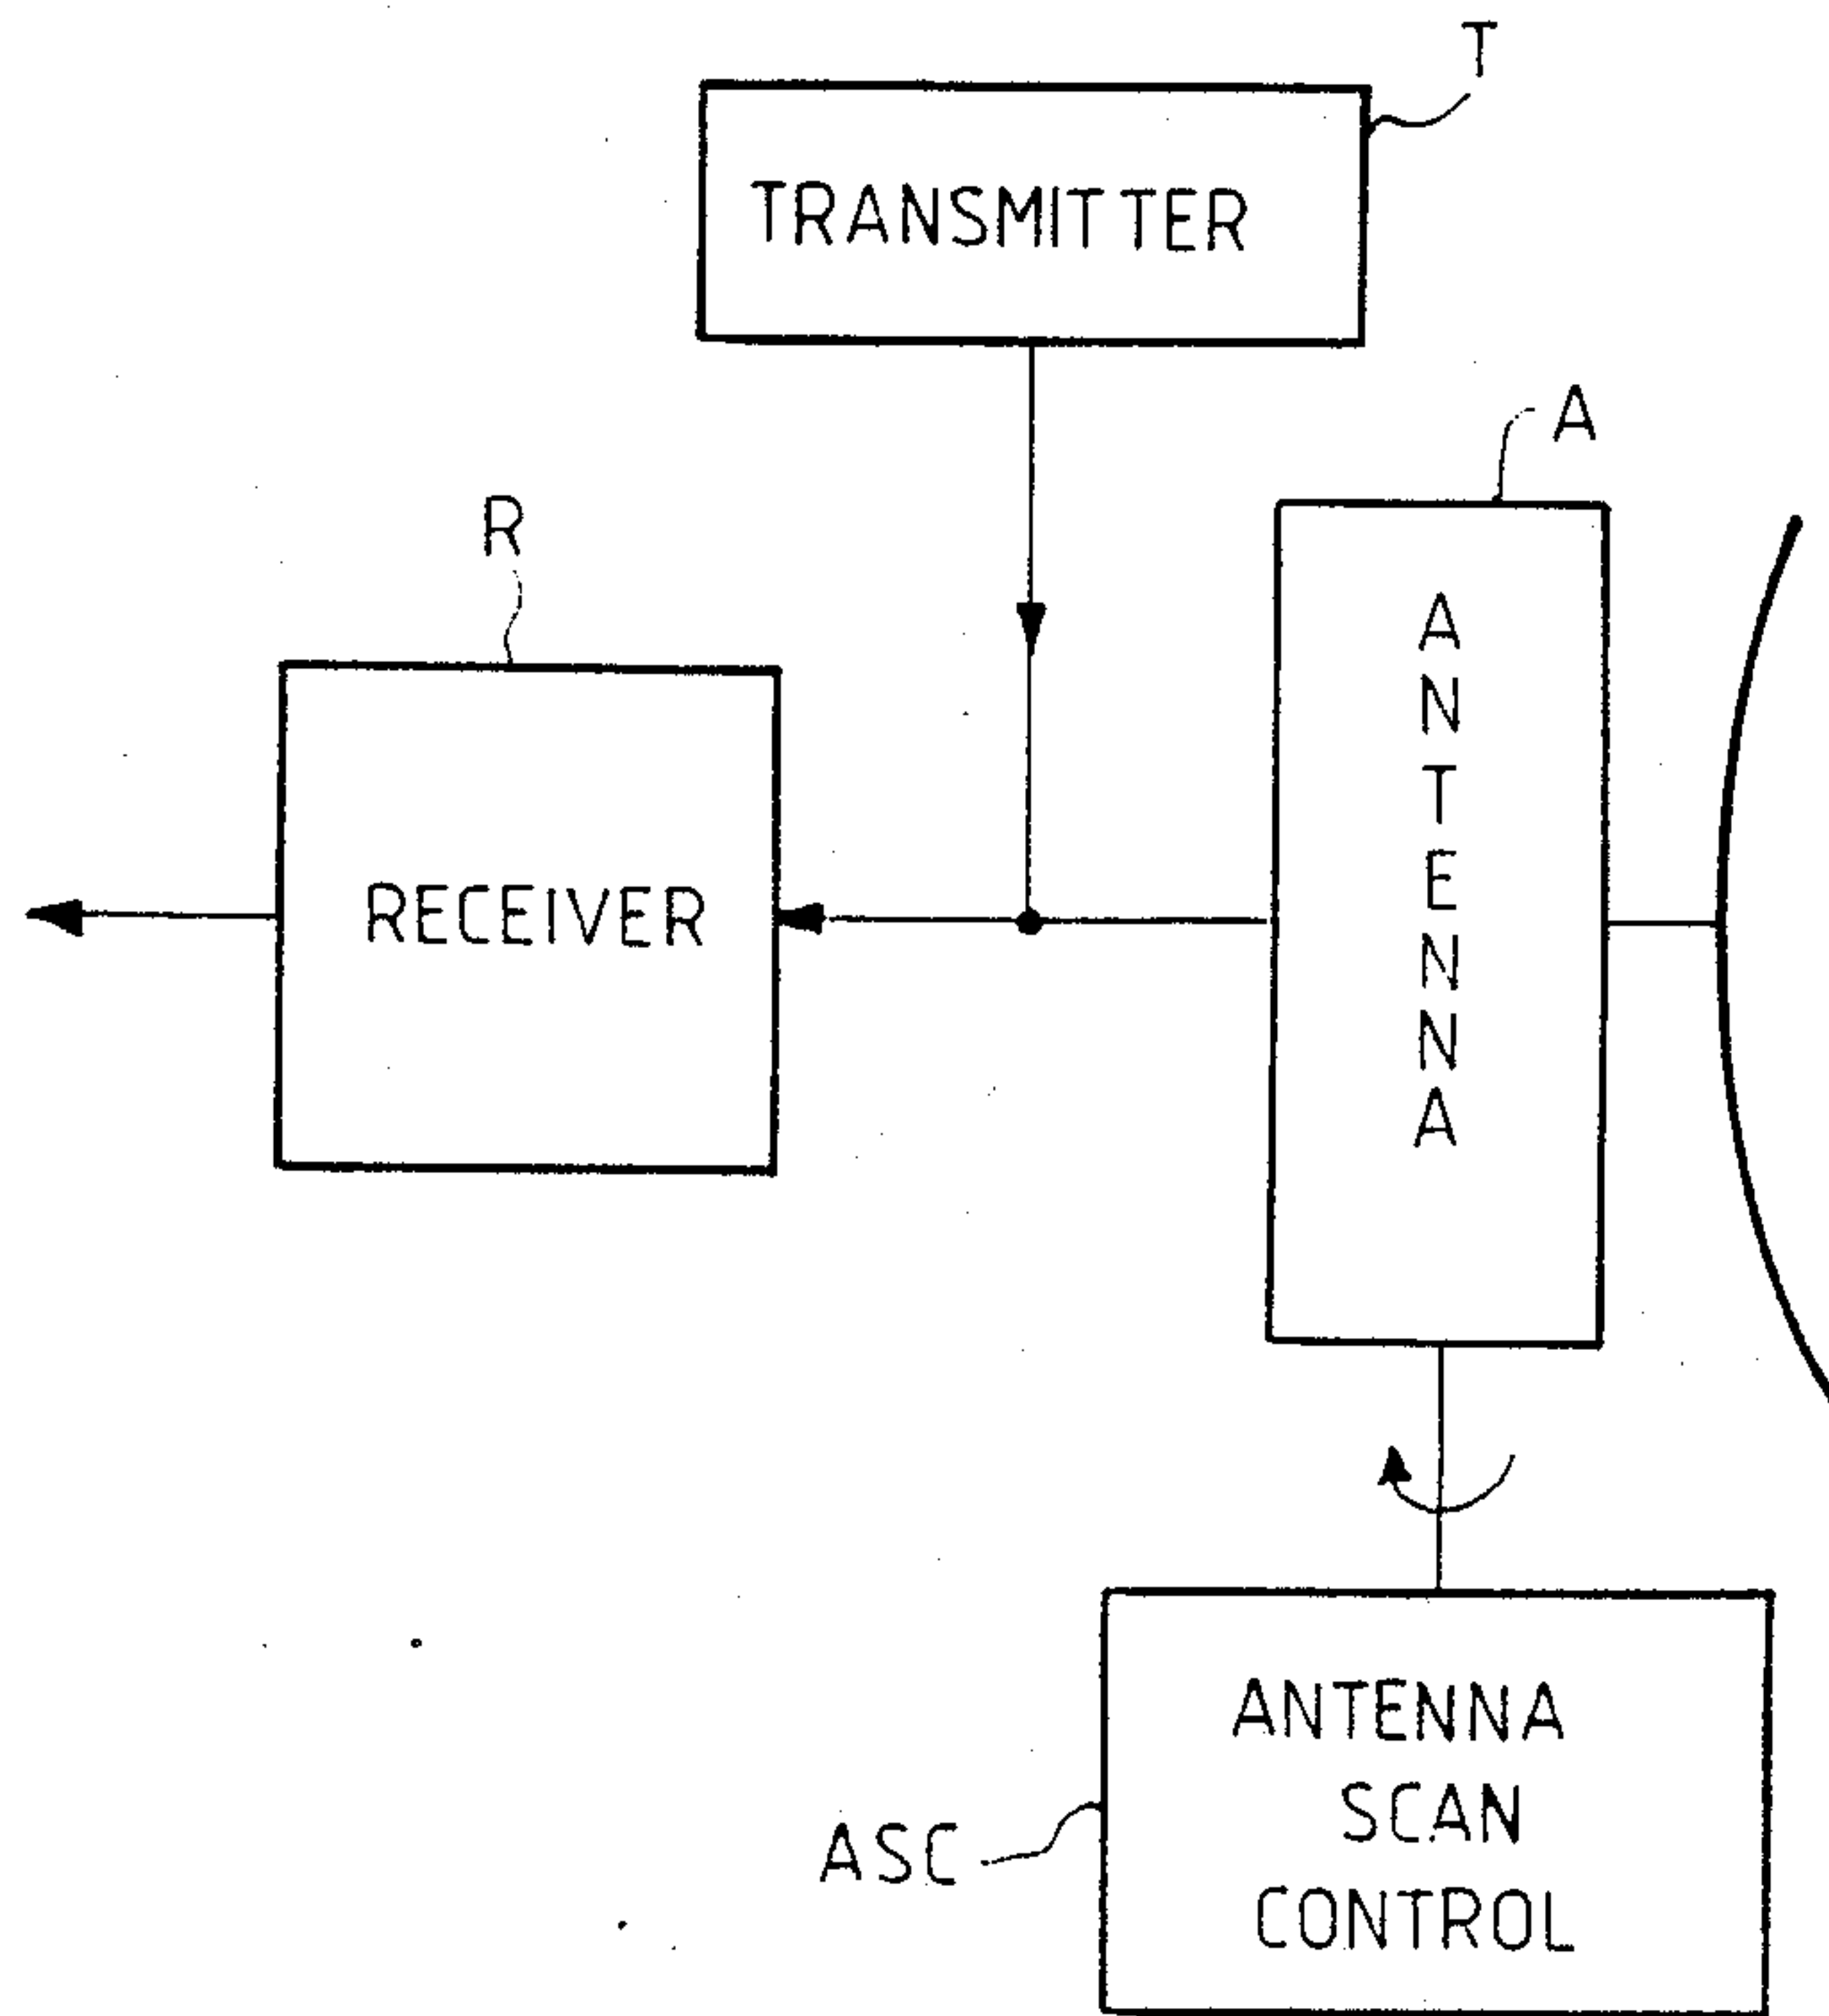 T
TRANSMITTER
A
R
ANTENNA
RECEIVER
ANTENNA
SCAN
CONTROL
ASC